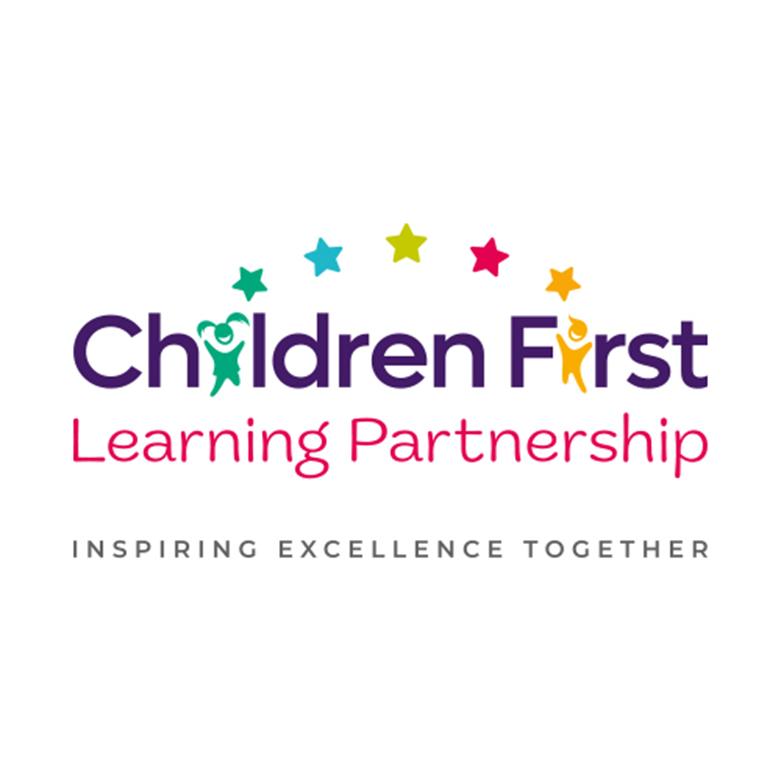 Children First
Learning Partnership
INSPIRING EXCELLENCE TOGETHER